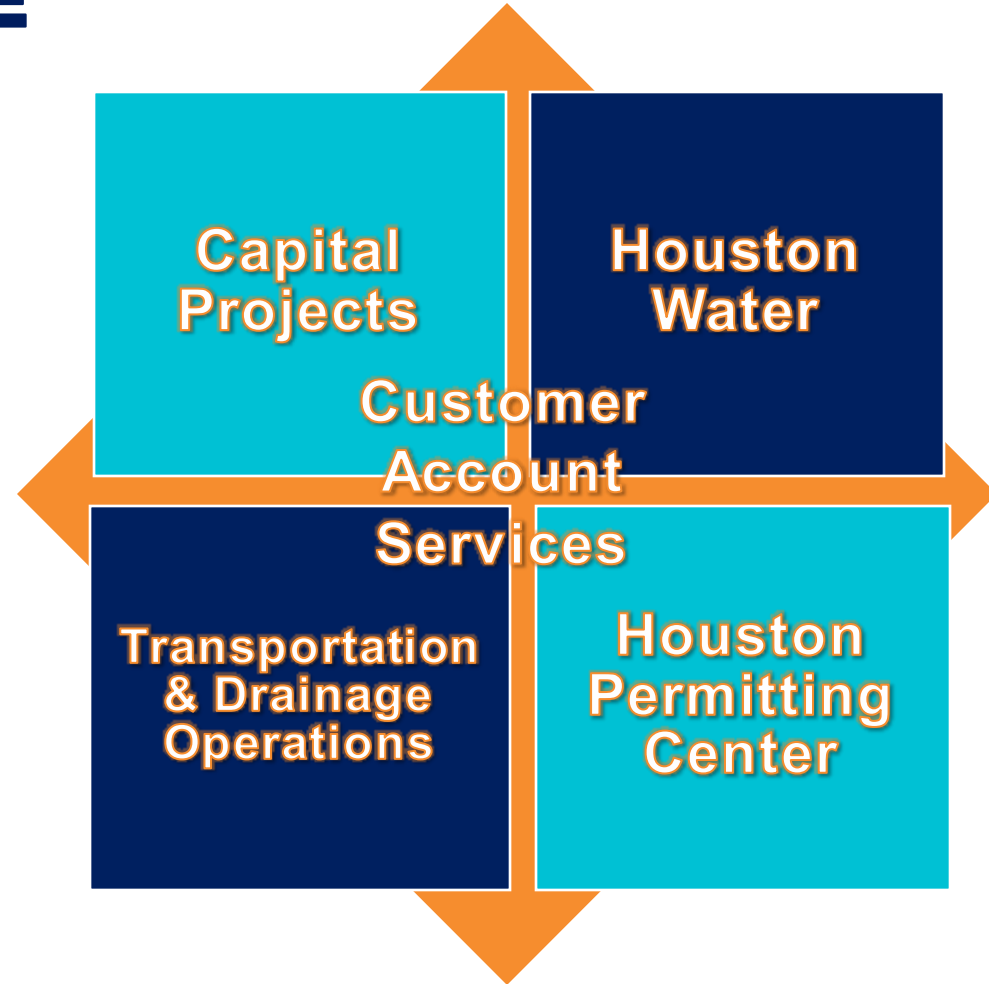 Capital
Projects
Houston
Water
Customer
Account
Services
Transportation
& Drainage
Operations
Houston
Permitting
Center